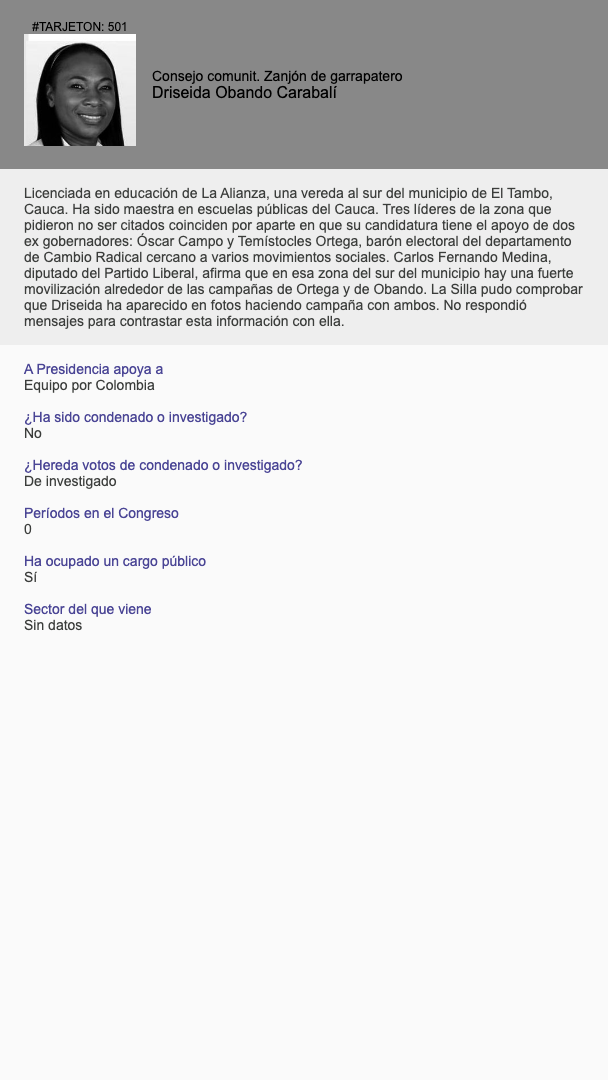 #TARJETON: 501
Consejo comunit. Zanjón de garrapatero
Driseida Obando Carabalí
Licenciada en educación de La Alianza, una vereda al sur del municipio de El Tambo,
Cauca. Ha sido maestra en escuelas públicas del Cauca. Tres líderes de la zona que
pidieron no ser citados coinciden por aparte en que su candidatura tiene el apoyo de dos
ex gobernadores: Óscar Campo y Temístocles Ortega, barón electoral del departamento
de Cambio Radical cercano a varios movimientos sociales. Carlos Fernando Medina,
diputado del Partido Liberal, afirma que en esa zona del sur del municipio hay una fuerte
movilización alrededor de las campañas de Ortega y de Obando. La Silla pudo comprobar
que Driseida ha aparecido en fotos haciendo campaña con ambos. No respondió
mensajes para contrastar esta información con ella.
A Presidencia apoya a
Equipo por Colombia
¿Ha sido condenado o investigado?
No
¿Hereda votos de condenado o investigado?
De investigado
Períodos en el Congreso
0
Ha ocupado un cargo público
Sí
Sector del que viene
Sin datos